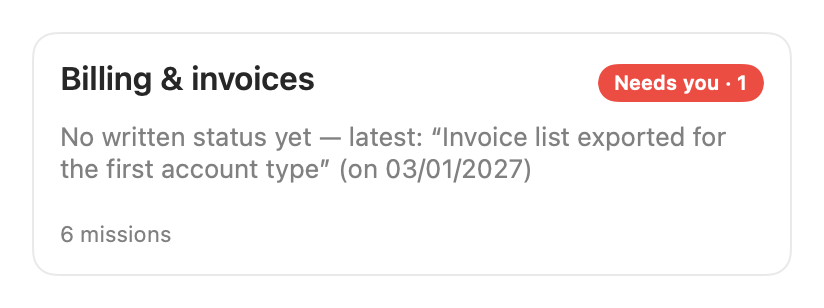 Billing & invoices
Needs you · 1
No written status yet — latest: “Invoice list exported for
the first account type” (on 03/01/2027)
6 missions